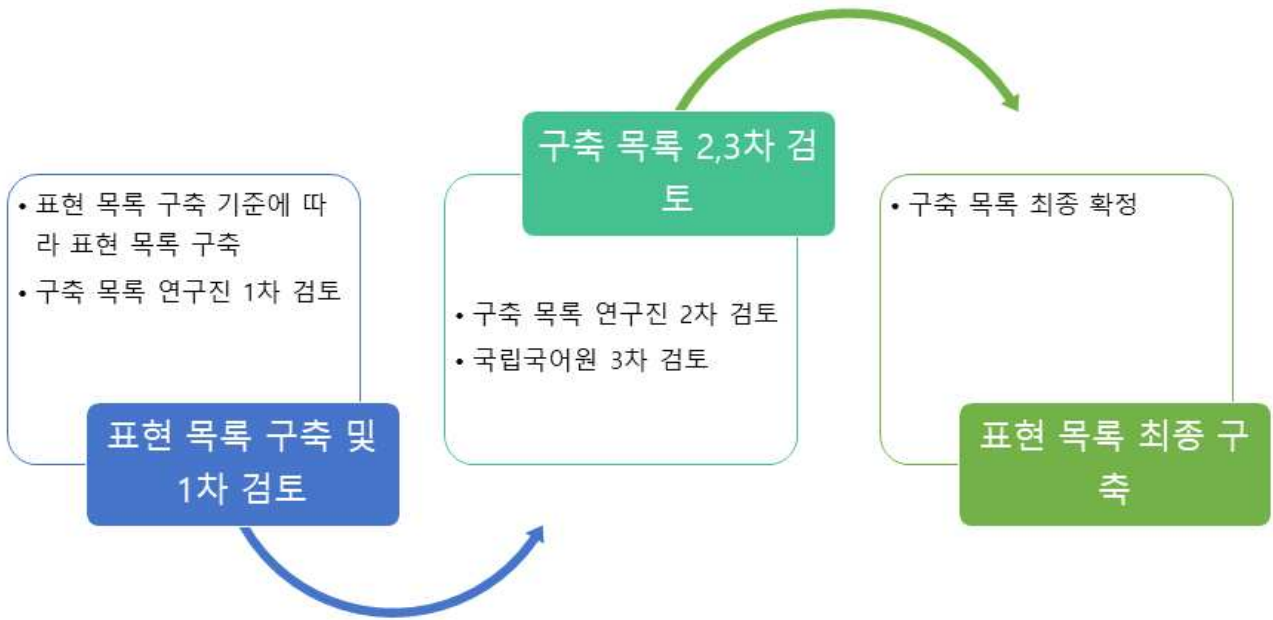 • 표현 목록 구축 기준에 따
라 표현 목록 구축
• 구축 목록 연구진 1차 검토
표현 목록 구축 및
1차 검토
구축 목록 2,3차 검
토
• 구축 목록 연구진 2차 검토
• 국립국어원 3차 검토
• 구축 목록 최종 확정
표현 목록 최종 구
축